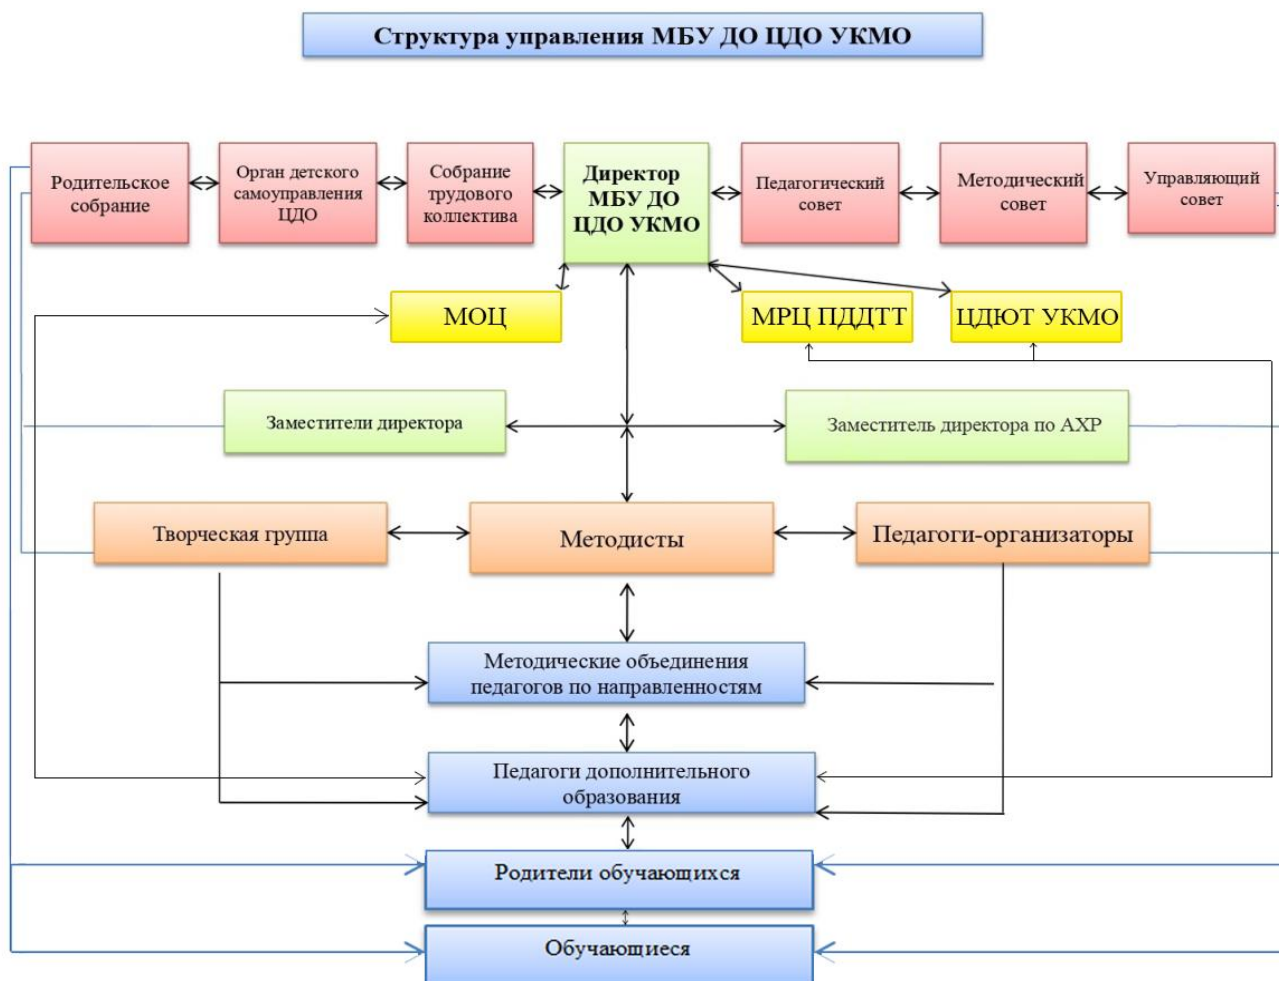 Структура управления МБУ ДО ЦДО УКМО
Родительское
собрание
Орган детского
самоуправления
ЦДО
Собрание
трудового
коллектива
Директор
МБУ ДО
ЦДО УКМО
Педагогический
совет
Методический
совет
Управляющий
совет
МОЦ
МРЦ ПДДТТ
ЦДЮТ УКМО
Заместители директора
Заместитель директора по АХР
Творческая группа
Методисты
Педагоги-организаторы
Методические объединения
педагогов по направленностям
Педагоги дополнительного
образования
Родители обучающихся
Обучающиеся